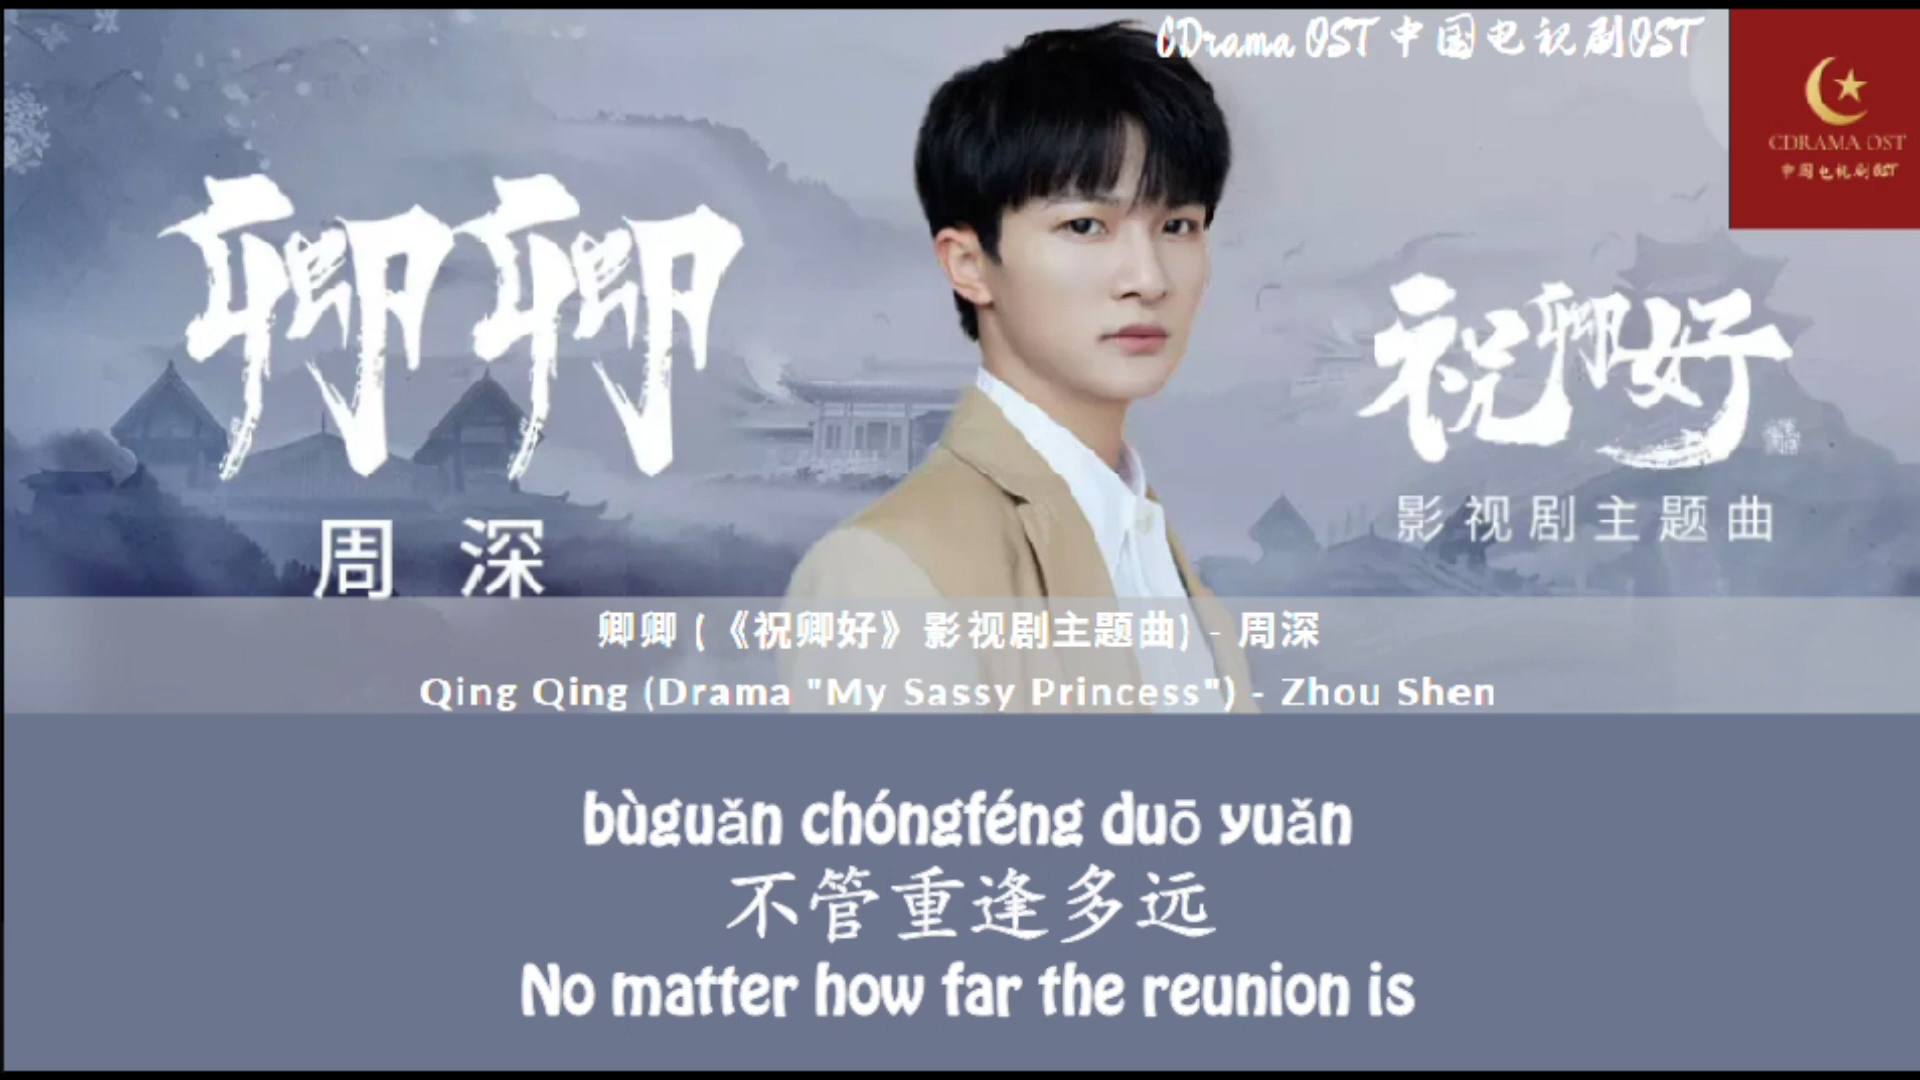 CDrama OST 中国电视剧OST
CDRAMA OST
中国电视剧OST
卿卿
祝卿好
影视剧主题曲
周深
卿卿 (《祝卿好》影视剧主题曲) - 周深
Qing Qing (Drama "My Sassy Princess") - Zhou Shen
bùguǎn chóngféng duō yuǎn
不管重逢多远
No matter how far the reunion is